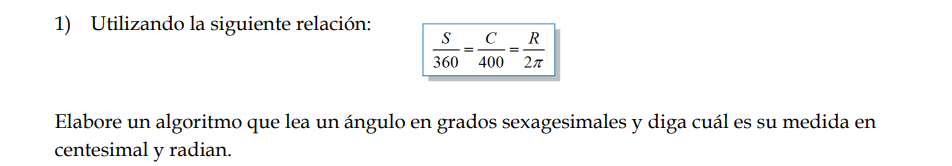 1) Utilizando la siguiente relación:
S/360 = C/400 = R/2π
Elabore un algoritmo que lea un ángulo en grados sexagesimales y diga cuál es su medida en
centesimal y radian.